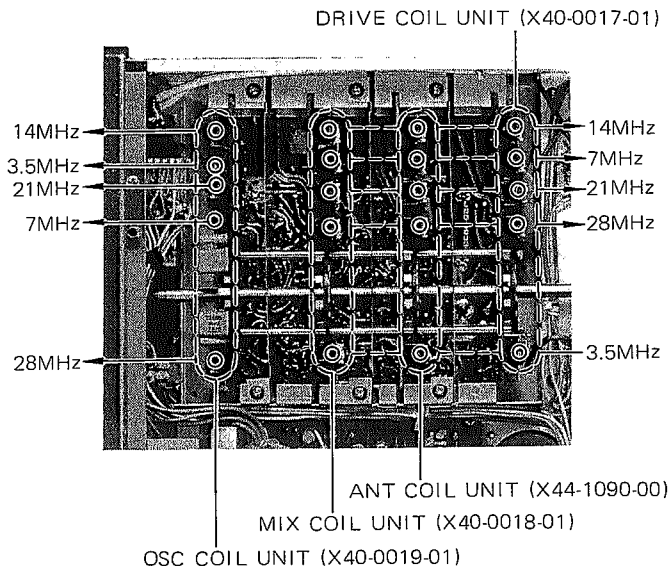 DRIVE COIL UNIT (X40-0017-01)
14MHz
14MHz
3.5MHz
7MHz
21MHz
21MHz
7MHz
28MHz
28MHz
3.5MHz
ANT COIL UNIT (X44-1090-00)
MIX COIL UNIT (X40-0018-01)
OSC COIL UNIT (X40-0019-01)